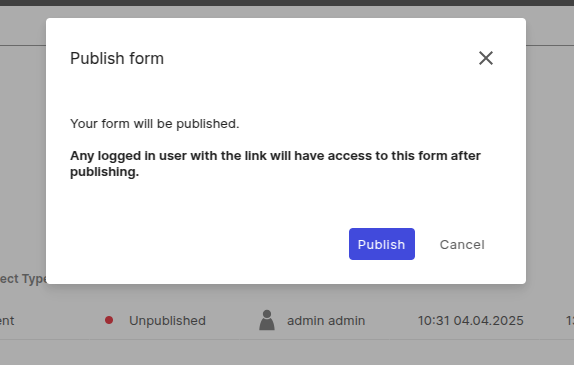 Publish form
Your form will be published.
Any logged in user with the link will have access to this form after
publishing.
Publish Cancel
ect Type
ent Unpublished admin admin 10:31 04.04.2025